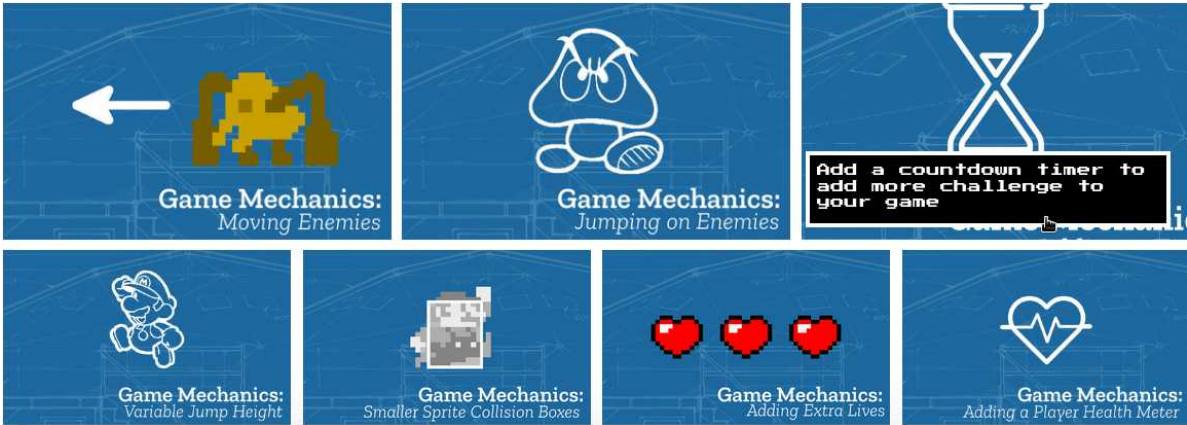 Game Mechanics:
Moving Enemies
Game Mechanics:
Jumping on Enemies
Add a countdown timer to
add more challenge to
your game
Game Mechanics:
Variable Jump Height
Game Mechanics:
Smaller Sprite Collision Boxes
Game Mechanics:
Adding Extra Lives
Game Mechanics:
Adding a Player Health Meter